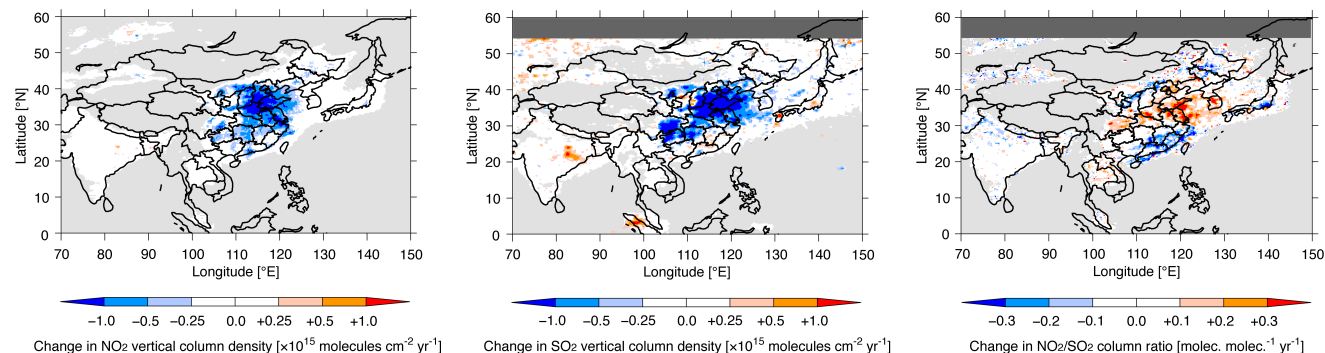 60
50
40
30
20
10
0
Latitude [°N]
70 80 90 100 110 120 130 140 150
Longitude [°E]
−1.0 −0.5 −0.25 0.0 +0.25 +0.5 +1.0
Change in NO2 vertical column density [×10¹⁵ molecules cm⁻² yr⁻¹]
60
50
40
30
20
10
0
Latitude [°N]
70 80 90 100 110 120 130 140 150
Longitude [°E]
−1.0 −0.5 −0.25 0.0 +0.25 +0.5 +1.0
Change in SO2 vertical column density [×10¹⁵ molecules cm⁻² yr⁻¹]
60
50
40
30
20
10
0
Latitude [°N]
70 80 90 100 110 120 130 140 150
Longitude [°E]
−0.3 −0.2 −0.1 0.0 +0.1 +0.2 +0.3
Change in NO2/SO2 column ratio [molec. molec.⁻¹ yr⁻¹]